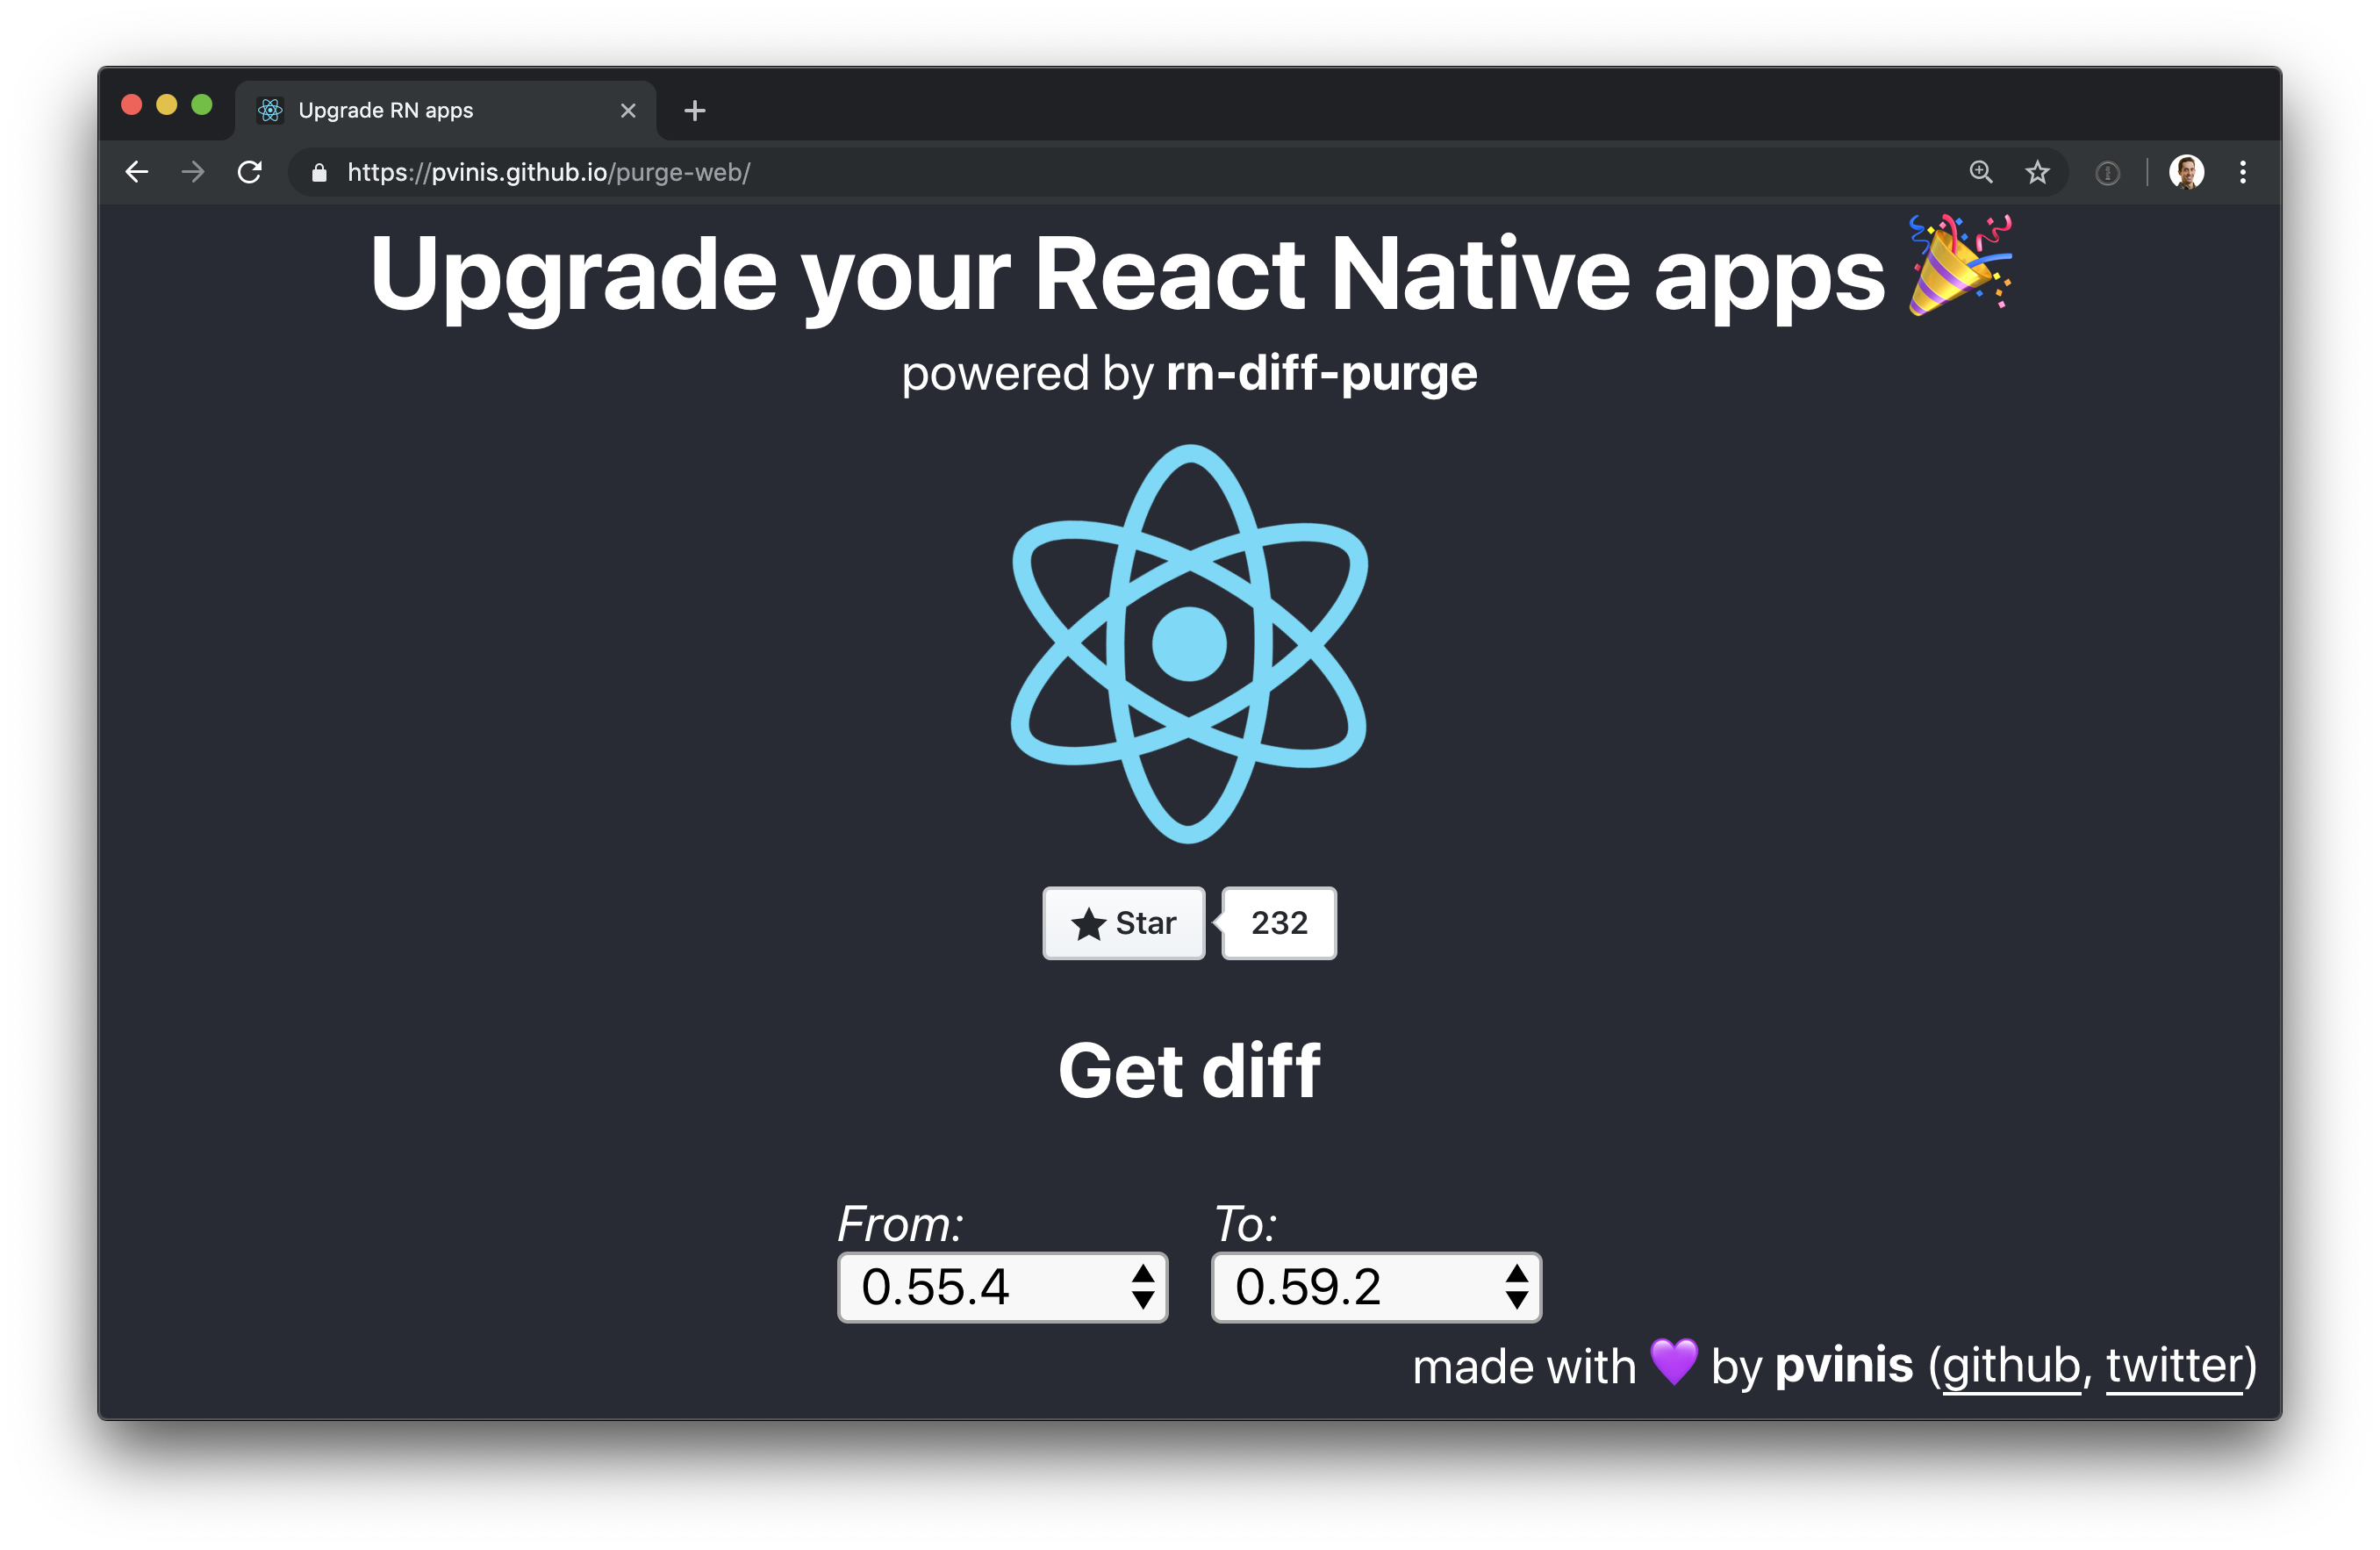 Upgrade RN apps
https://pvinis.github.io/purge-web/
Upgrade your React Native apps 🎉
powered by rn-diff-purge
Star 232
Get diff
From: To:
0.55.4 0.59.2
made with 💜 by pvinis (github, twitter)